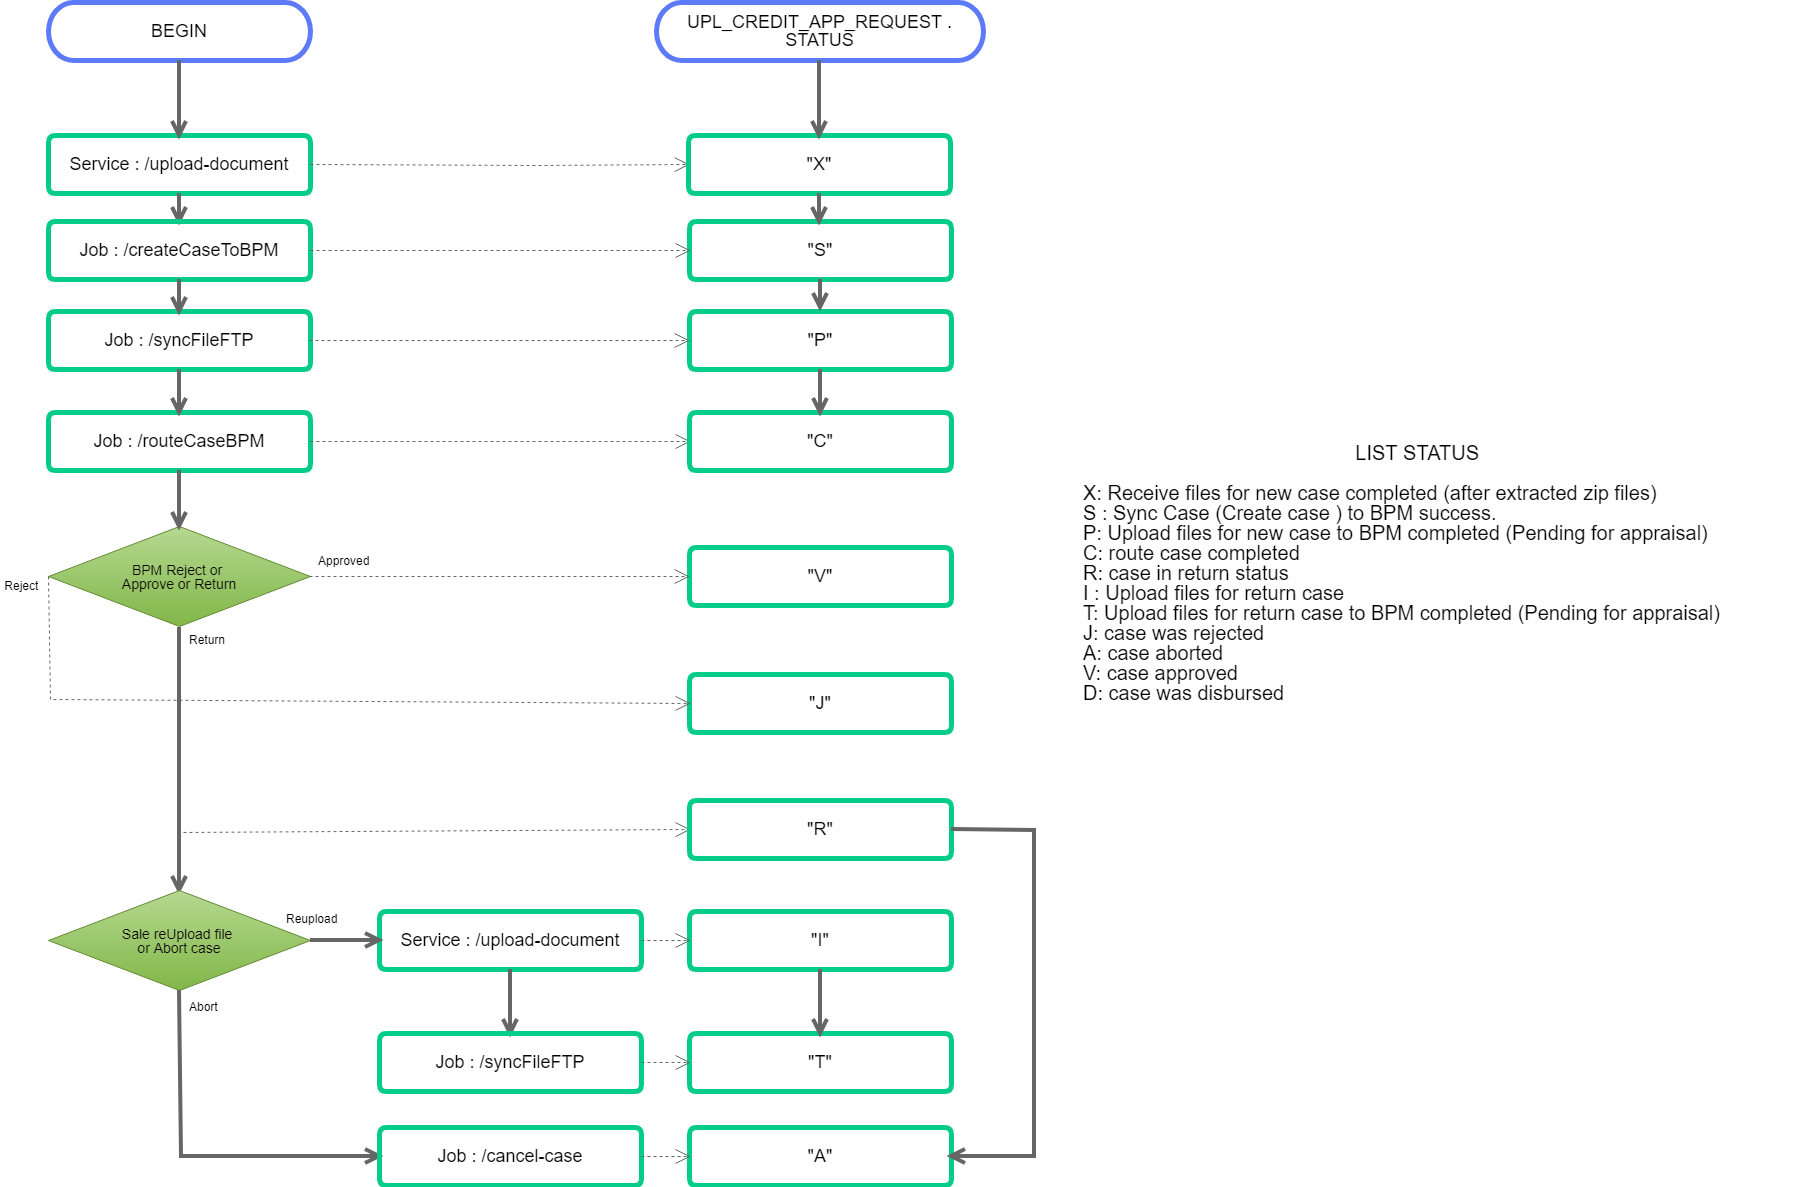 BEGIN
UPL_CREDIT_APP_REQUEST .
STATUS
Service : /upload-document
"X"
Job : /createCaseToBPM
"S"
Job : /syncFileFTP
"P"
Job : /routeCaseBPM
"C"
LIST STATUS
X: Receive files for new case completed (after extracted zip files)
S : Sync Case (Create case ) to BPM success.
P: Upload files for new case to BPM completed (Pending for appraisal)
C: route case completed
R: case in return status
I : Upload files for return case
T: Upload files for return case to BPM completed (Pending for appraisal)
J: case was rejected
A: case aborted
V: case approved
D: case was disbursed
BPM Reject or
Approve or Return
Approved
Reject
Return
"V"
"J"
"R"
Sale reUpload file
or Abort case
Reupload
Abort
Service : /upload-document
"I"
Job : /syncFileFTP
"T"
Job : /cancel-case
"A"